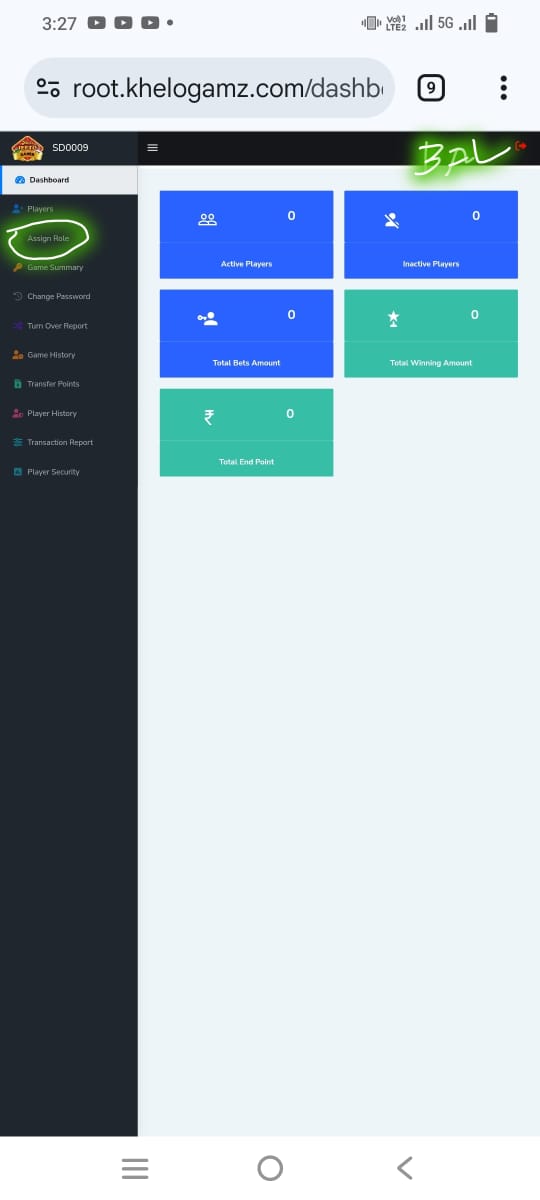 3:27 Vo) 1 LTE2 5G
root.khelogamz.com/dashb
9
SD0009
BAL
Dashboard
Players
Assign Role
Game Summary
Change Password
Turn Over Report
Game History
Transfer Points
Player History
Transaction Report
Player Security
0
Active Players
0
Inactive Players
0
Total Bets Amount
0
Total Winning Amount
₹ 0
Total End Point